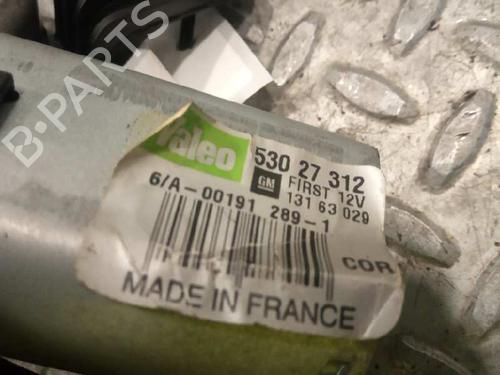 B-PARTS
Valeo
530 27 312
GM
FIRST 12V
131 63 029
6/A-00191 289-1
COR
MADE IN FRANCE